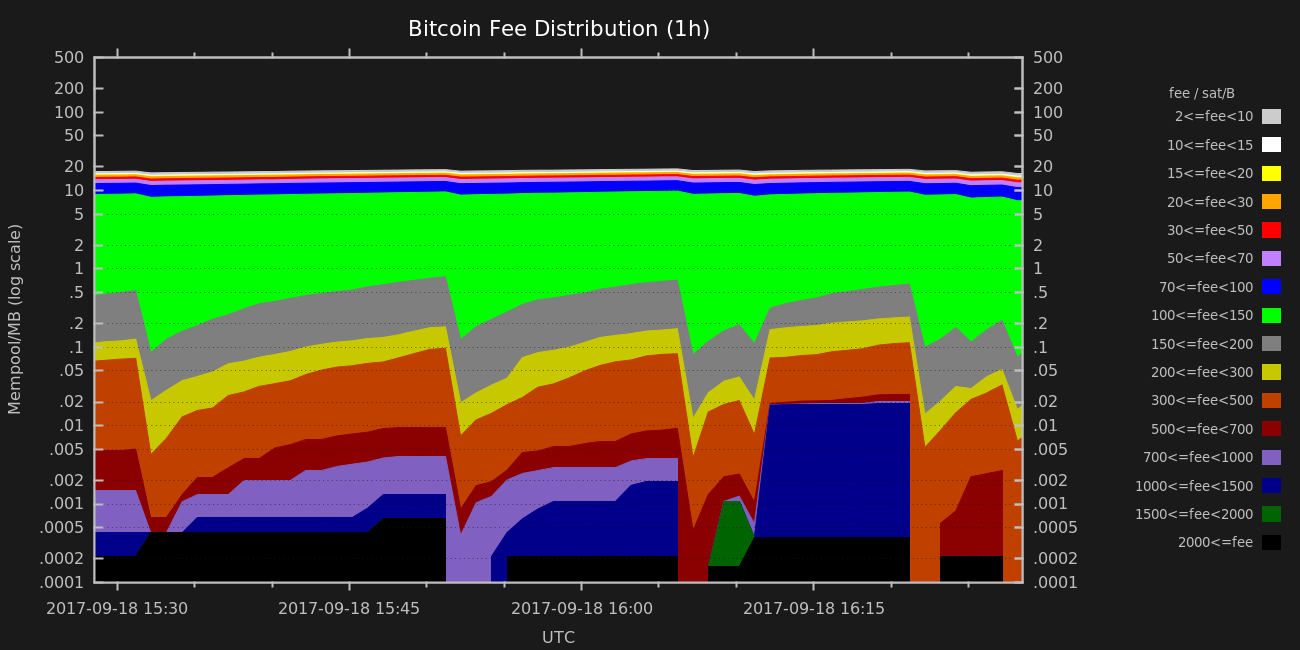 Bitcoin Fee Distribution (1h)
Mempool/MB (log scale)
500
200
100
50
20
10
5
2
1
.5
.2
.1
.05
.02
.01
.005
.002
.001
.0005
.0002
.0001
500
200
100
50
20
10
5
2
1
.5
.2
.1
.05
.02
.01
.005
.002
.001
.0005
.0002
.0001
2017-09-18 15:30 2017-09-18 15:45 2017-09-18 16:00 2017-09-18 16:15
UTC
fee / sat/B
2<=fee<10
10<=fee<15
15<=fee<20
20<=fee<30
30<=fee<50
50<=fee<70
70<=fee<100
100<=fee<150
150<=fee<200
200<=fee<300
300<=fee<500
500<=fee<700
700<=fee<1000
1000<=fee<1500
1500<=fee<2000
2000<=fee